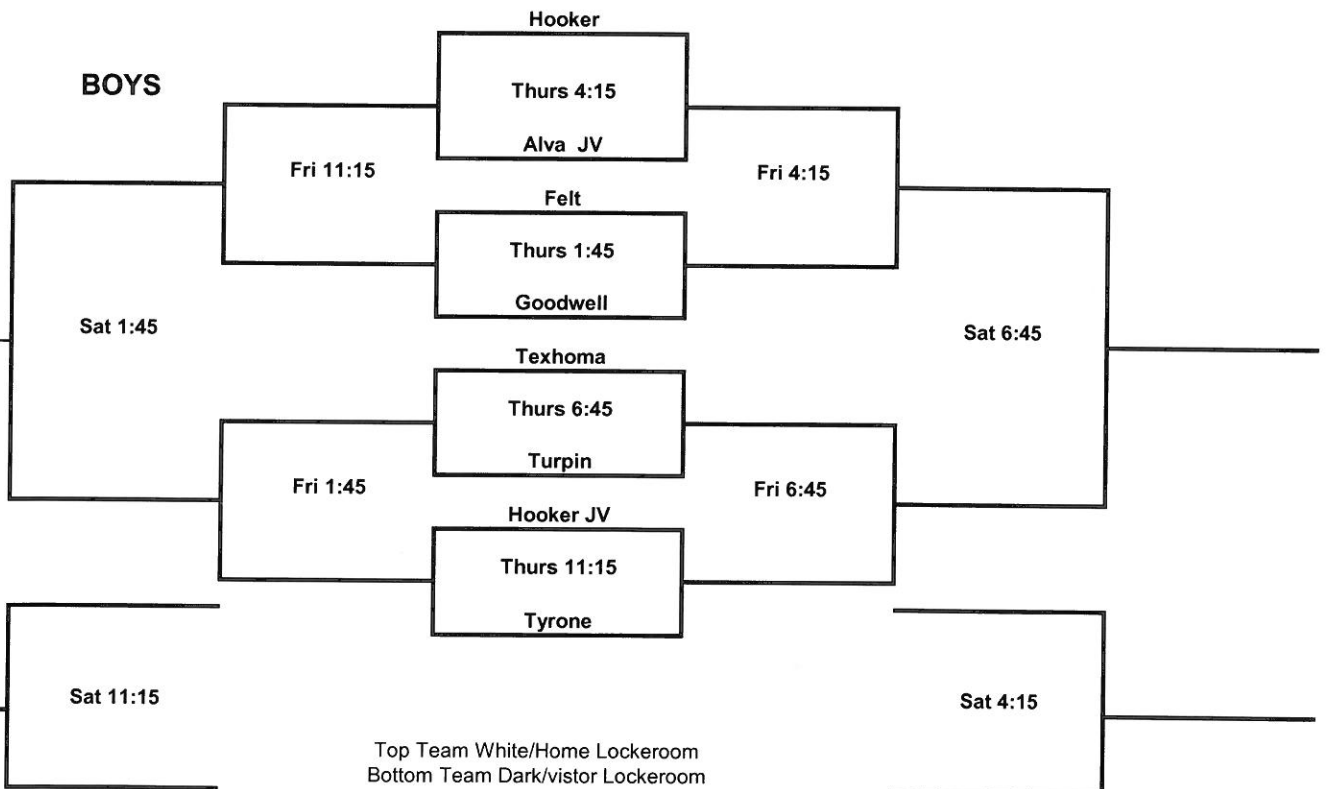 Hooker
BOYS
Thurs 4:15
Alva JV
Fri 11:15
Fri 4:15
Felt
Thurs 1:45
Goodwell
Sat 1:45
Sat 6:45
Texhoma
Thurs 6:45
Turpin
Fri 1:45
Fri 6:45
Hooker JV
Thurs 11:15
Tyrone
Sat 11:15
Sat 4:15
Top Team White/Home Lockeroom
Bottom Team Dark/vistor Lockeroom